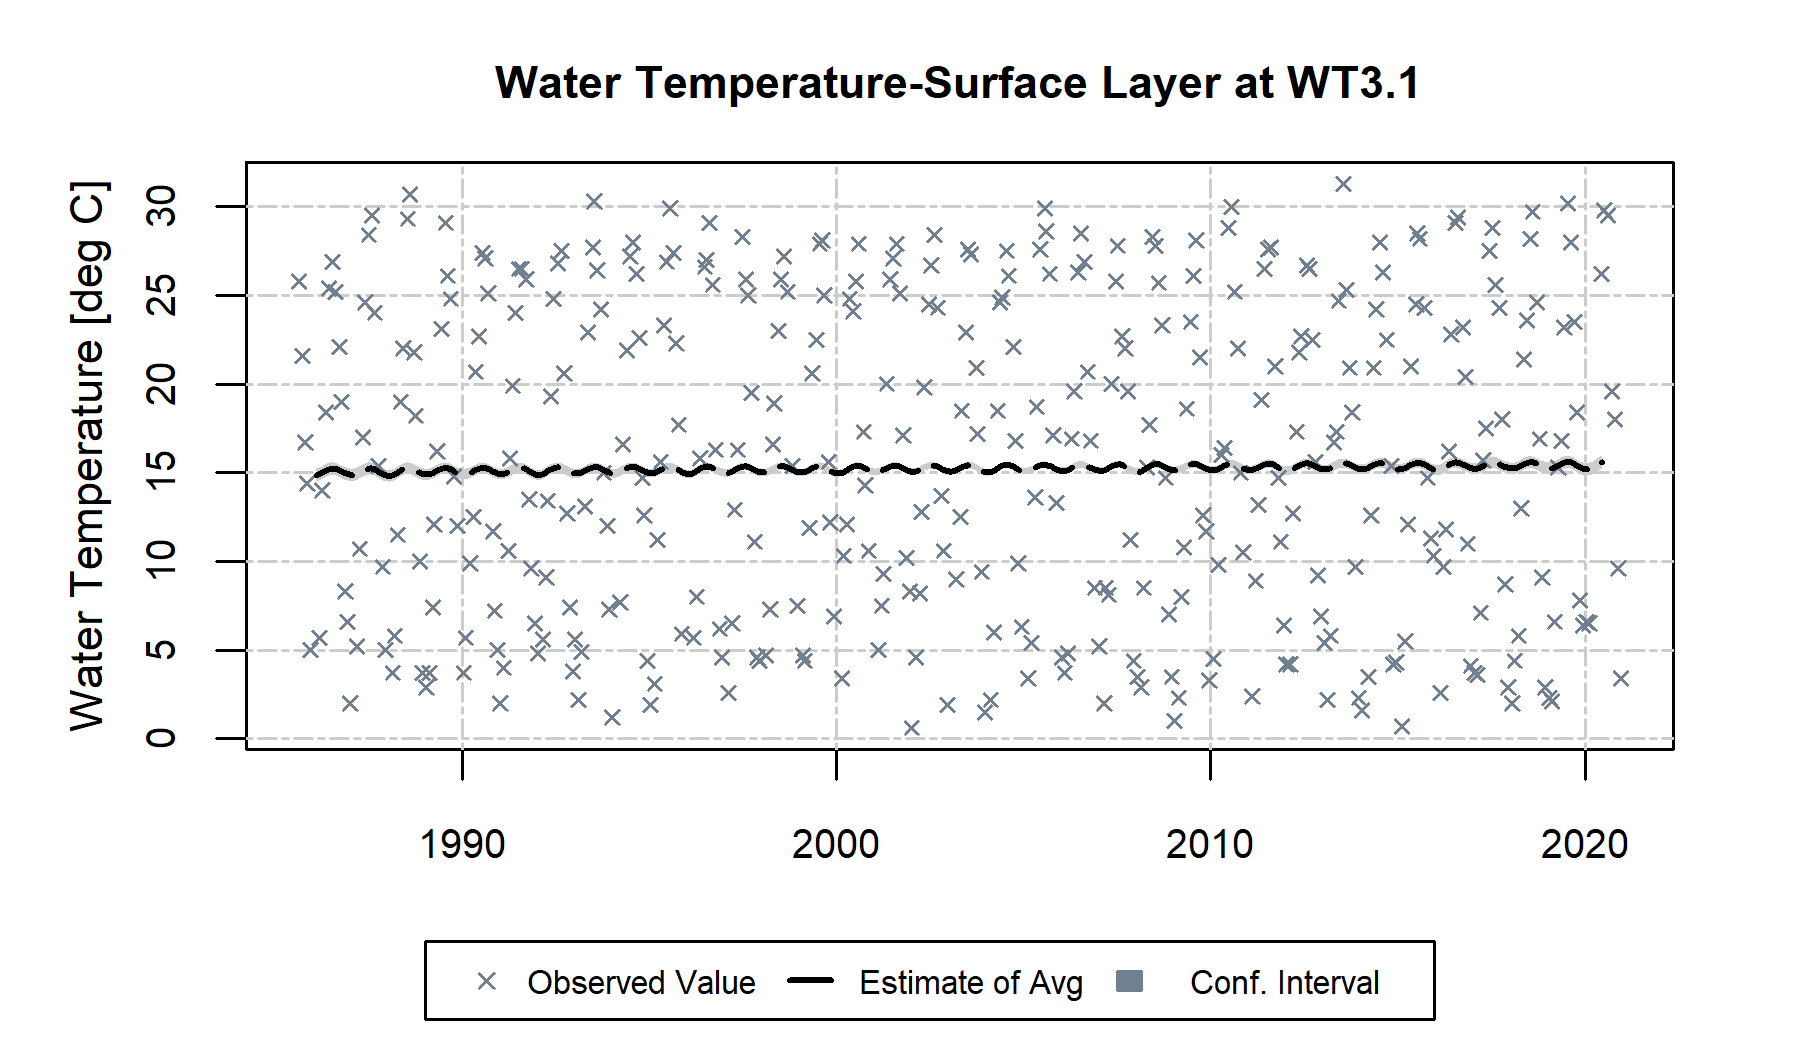 Water Temperature-Surface Layer at WT3.1
Water Temperature [deg C]
30
25
20
15
10
5
0
1990 2000 2010 2020
Observed Value Estimate of Avg Conf. Interval